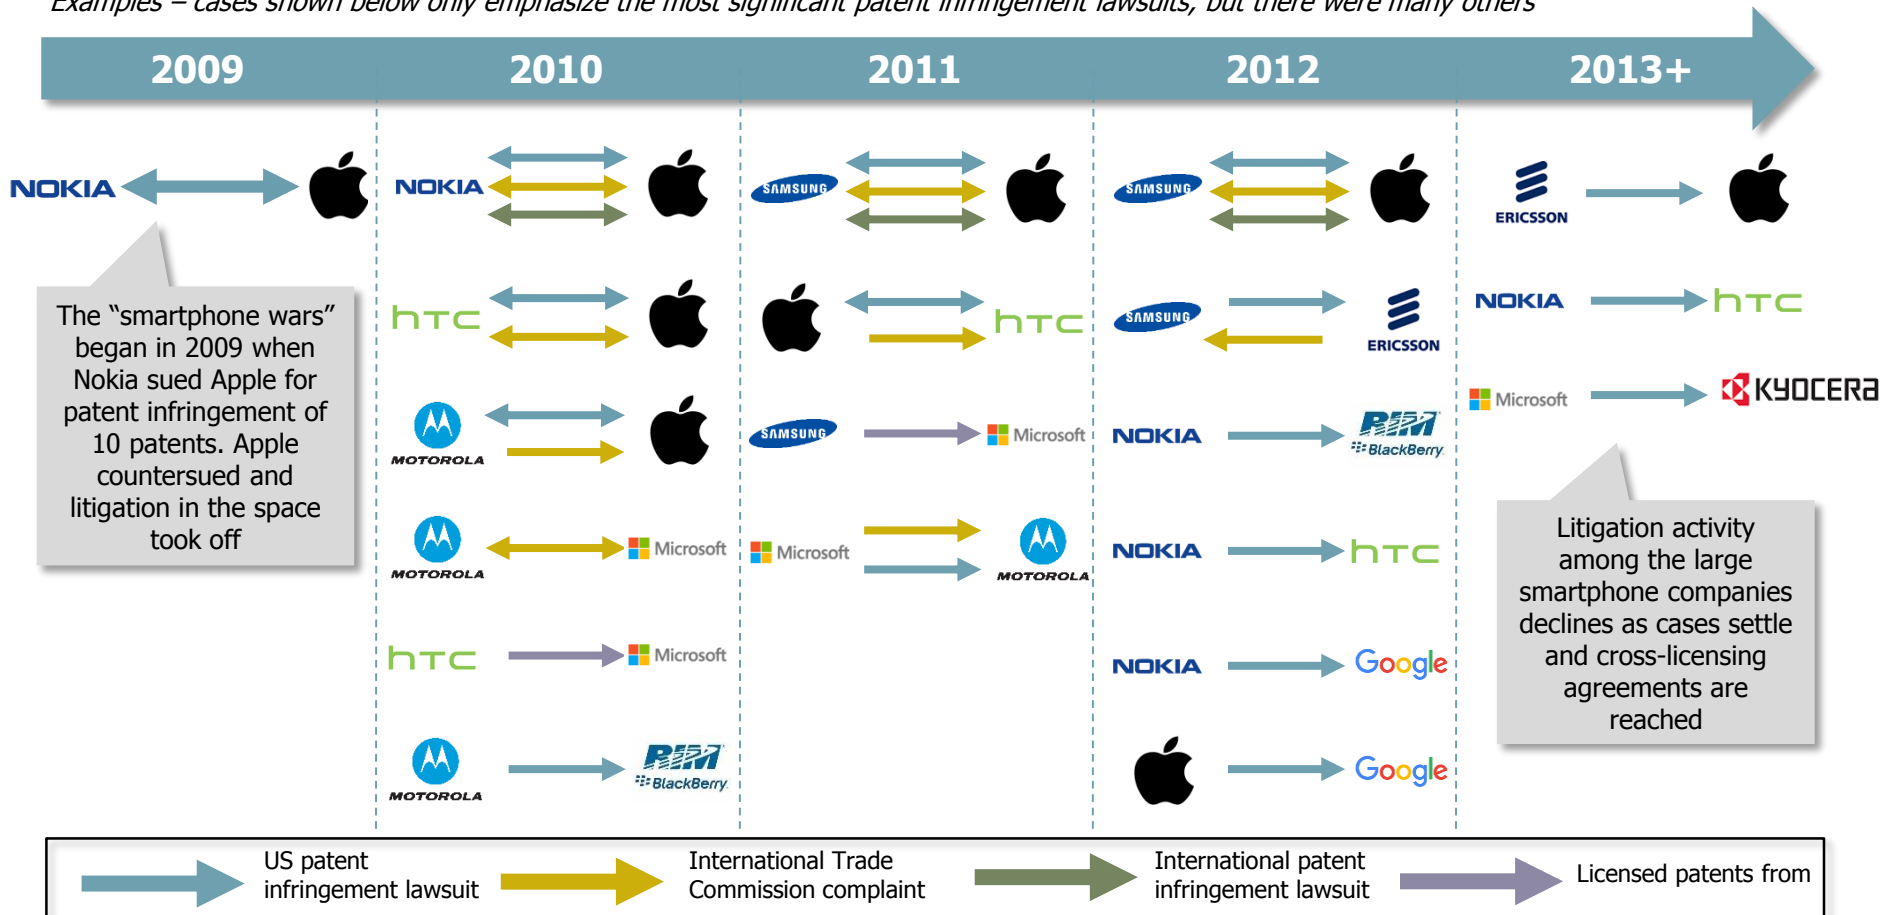 Examples – cases shown below only emphasize the most significant patent infringement lawsuits, but there were many others
2009
2010
2011
2012
2013+
NOKIA
The “smartphone wars”
began in 2009 when
Nokia sued Apple for
patent infringement of
10 patents. Apple
countersued and
litigation in the space
took off
NOKIA
hTC
MOTOROLA
MOTOROLA
Microsoft
hTC
Microsoft
MOTOROLA
RIM
BlackBerry.
SAMSUNG
hTC
SAMSUNG
Microsoft
Microsoft
MOTOROLA
SAMSUNG
SAMSUNG
ERICSSON
NOKIA
RIM
BlackBerry.
NOKIA
hTC
NOKIA
Google
Google
ERICSSON
NOKIA
hTC
Microsoft
KYOCERA
Litigation activity
among the large
smartphone companies
declines as cases settle
and cross-licensing
agreements are
reached
US patent
infringement lawsuit
International Trade
Commission complaint
International patent
infringement lawsuit
Licensed patents from